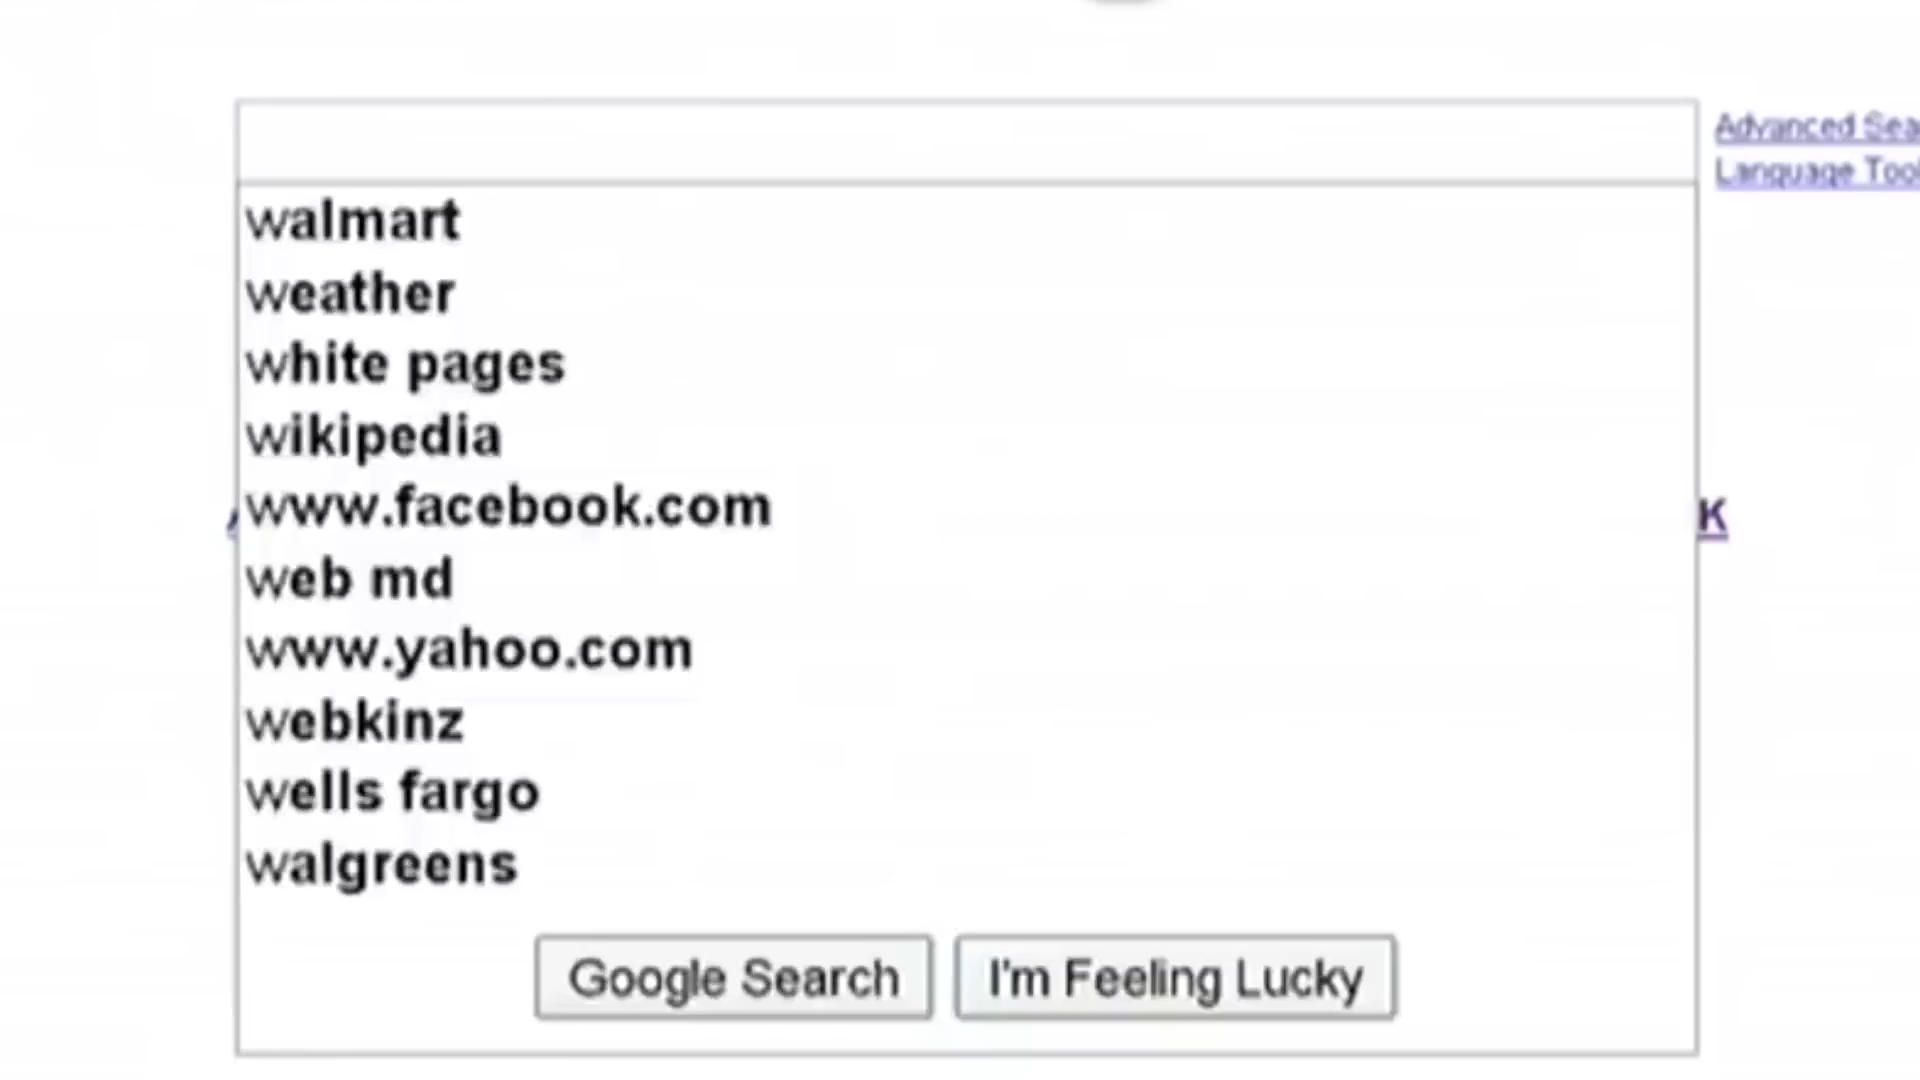 Advanced Sea
Language Tool
walmart
weather
white pages
wikipedia
www.facebook.com
web md
www.yahoo.com
webkinz
wells fargo
walgreens
K
Google Search
I'm Feeling Lucky